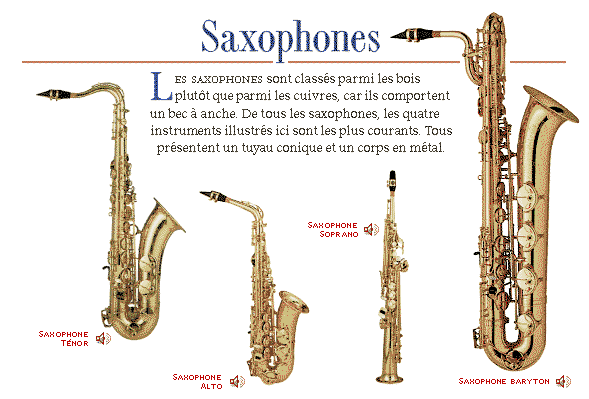 Saxophones
LES SAXOPHONES sont classés parmi les bois
plutôt que parmi les cuivres, car ils comportent
un bec à anche. De tous les saxophones, les quatre
instruments illustrés ici sont les plus courants. Tous
présentent un tuyau conique et un corps en métal.
SAXOPHONE
SOPRANO
SAXOPHONE
TÉNOR
SAXOPHONE
ALTO
SAXOPHONE BARYTON